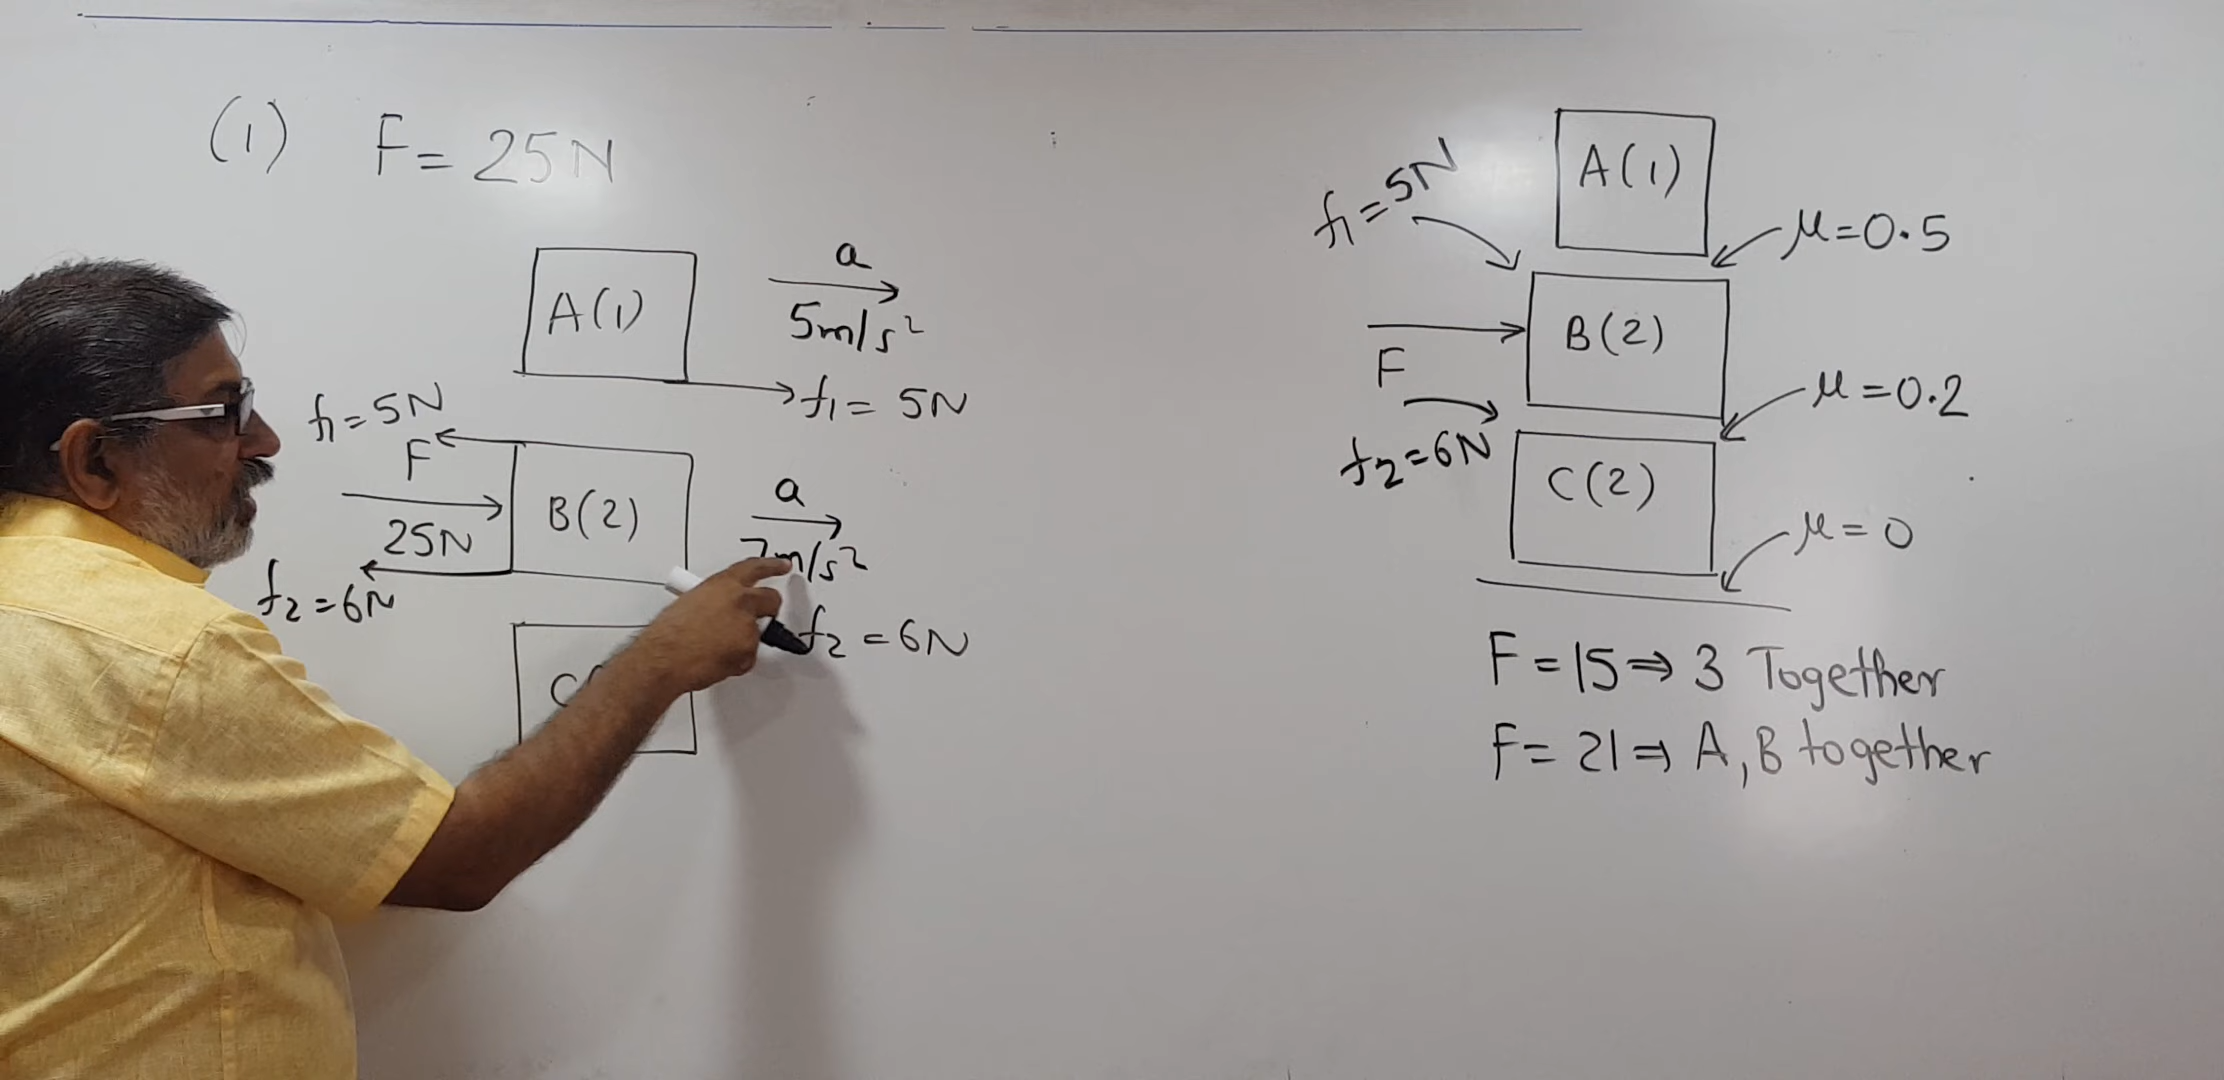 (1) F = 25N
A(1)
a
5m/s²
f₁ = 5N
f₁ = 5N
F
25N
f₂ = 6N
B(2)
a
7m/s²
f₂ = 6N
A(1)
f₁ = 5N
μ = 0.5
F
B(2)
μ = 0.2
f₂ = 6N
C(2)
μ = 0
F = 15 ⇒ 3 Together
F = 21 ⇒ A, B together